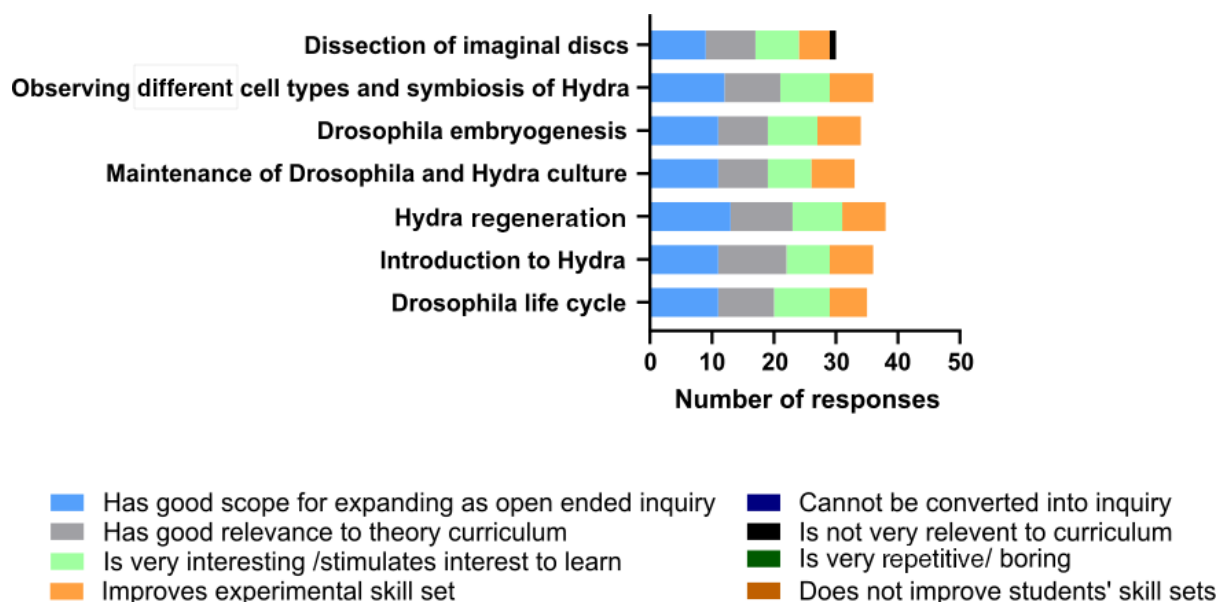 Dissection of imaginal discs
Observing different cell types and symbiosis of Hydra
Drosophila embryogenesis
Maintenance of Drosophila and Hydra culture
Hydra regeneration
Introduction to Hydra
Drosophila life cycle
0 10 20 30 40 50
Number of responses
Has good scope for expanding as open ended inquiry
Has good relevance to theory curriculum
Is very interesting /stimulates interest to learn
Improves experimental skill set
Cannot be converted into inquiry
Is not very relevent to curriculum
Is very repetitive/ boring
Does not improve students' skill sets